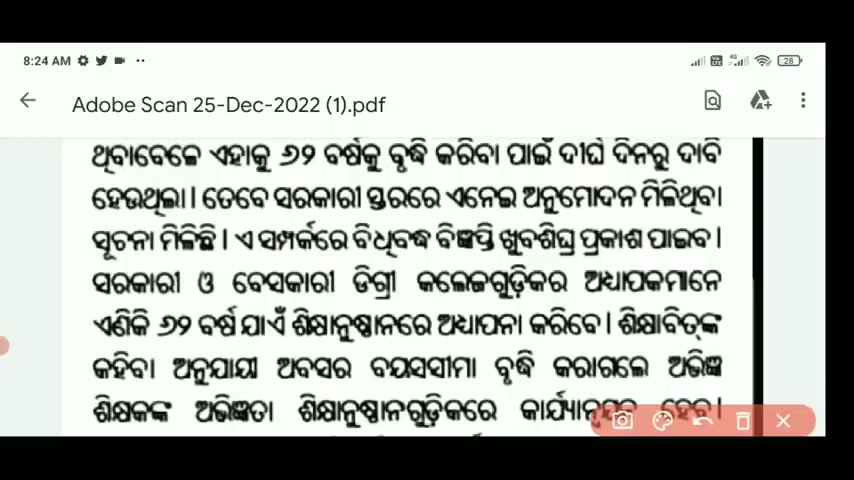 8:24 AM
28
Adobe Scan 25-Dec-2022 (1).pdf
ଥିବାବେଳେ ଏହାକୁ ୬୨ ବର୍ଷକୁ ବୃଦ୍ଧି କରିବା ପାଇଁ ଦୀର୍ଘ ଦିନରୁ ଦାବି
ହେଉଥିଲା । ତେବେ ସରକାରୀ ସ୍ତରରେ ଏନେଇ ଅନୁମୋଦନ ମିଳିଥିବା
ସୂଚନା ମିଳିଛି । ଏ ସମ୍ପର୍କରେ ବିଧିବଦ୍ଧ ବିଜ୍ଞପ୍ତି ଖୁବଶିଘ୍ର ପ୍ରକାଶ ପାଇବ ।
ସରକାରୀ ଓ ବେସକାରୀ ଡିଗ୍ରୀ କଲେଜଗୁଡ଼ିକର ଅଧ୍ୟାପକମାନେ
ଏଣିକି ୬୨ ବର୍ଷ ଯାଏଁ ଶିକ୍ଷାନୁଷ୍ଠାନରେ ଅଧ୍ୟାପନା କରିବେ । ଶିକ୍ଷାବିତ୍‌ଙ୍କ
କହିବା ଅନୁଯାୟୀ ଅବସର ବୟସସୀମା ବୃଦ୍ଧି କରାଗଲେ ଅଭିଜ୍ଞ
ଶିକ୍ଷକଙ୍କ ଅଭିଜ୍ଞତା ଶିକ୍ଷାନୁଷ୍ଠାନଗୁଡ଼ିକରେ ହେବ ।